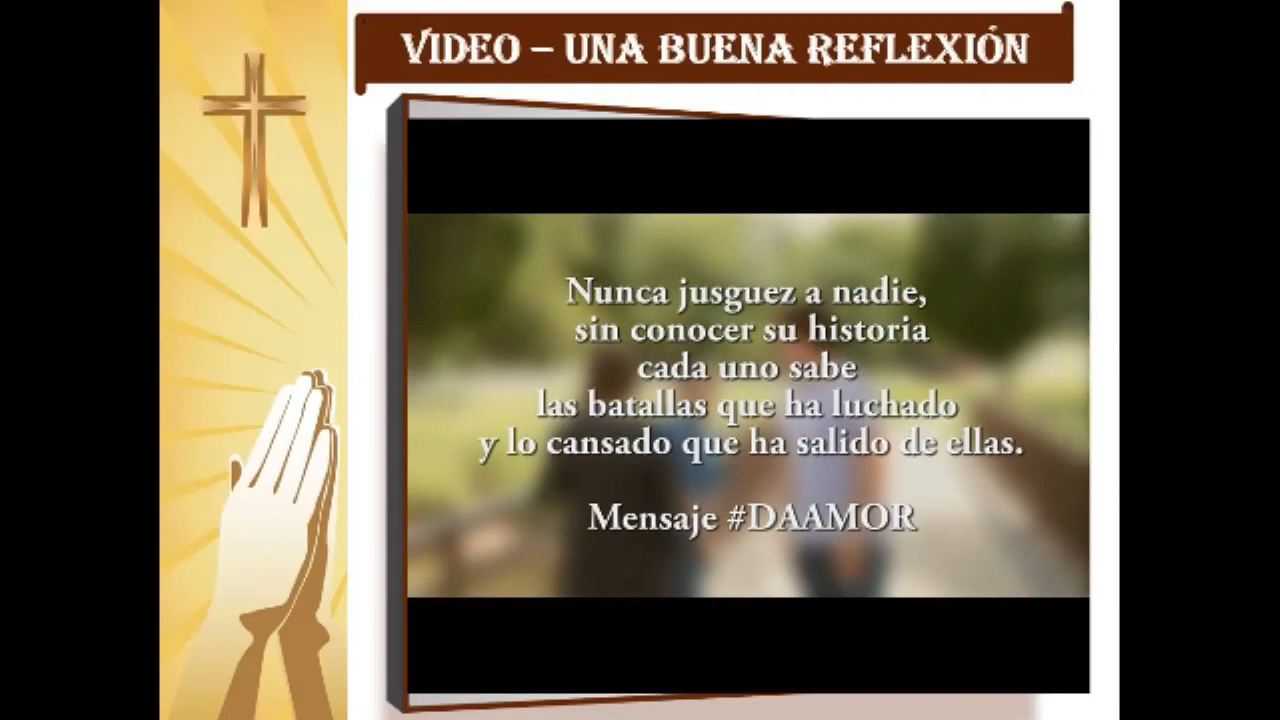 VIDEO – UNA BUENA REFLEXIÓN
Nunca jusguez a nadie,
sin conocer su historia
cada uno sabe
las batallas que ha luchado
y lo cansado que ha salido de ellas.
Mensaje #DAAMOR